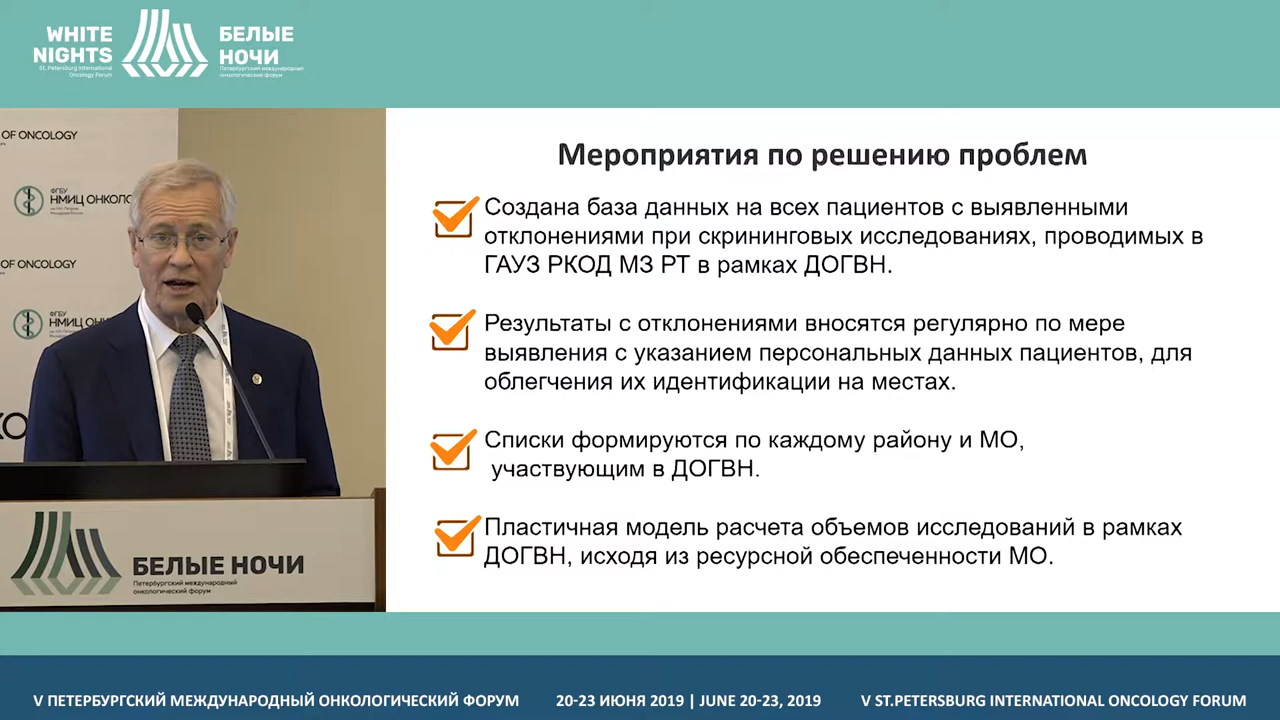 WHITE
NIGHTS
St. Petersburg International
Oncology Forum
БЕЛЫЕ
НОЧИ
Петербургский международный
онкологический форум
OF ONCOLOGY
ФГБУ
НМИЦ ОНКОЛО
OF ONCOLOGY
ФГБУ
НМИЦ ОНК
БЕЛЫЕ НОЧИ
Петербургский международный
онкологический форум
Мероприятия по решению проблем
Создана база данных на всех пациентов с выявленными
отклонениями при скрининговых исследованиях, проводимых в
ГАУЗ РКОД МЗ РТ в рамках ДОГВН.
Результаты с отклонениями вносятся регулярно по мере
выявления с указанием персональных данных пациентов, для
облегчения их идентификации на местах.
Списки формируются по каждому району и МО,
участвующим в ДОГВН.
Пластичная модель расчета объемов исследований в рамках
ДОГВН, исходя из ресурсной обеспеченности МО.
V ПЕТЕРБУРГСКИЙ МЕЖДУНАРОДНЫЙ ОНКОЛОГИЧЕСКИЙ ФОРУМ
20-23 ИЮНЯ 2019 | JUNE 20-23, 2019
V ST.PETERSBURG INTERNATIONAL ONCOLOGY FORUM